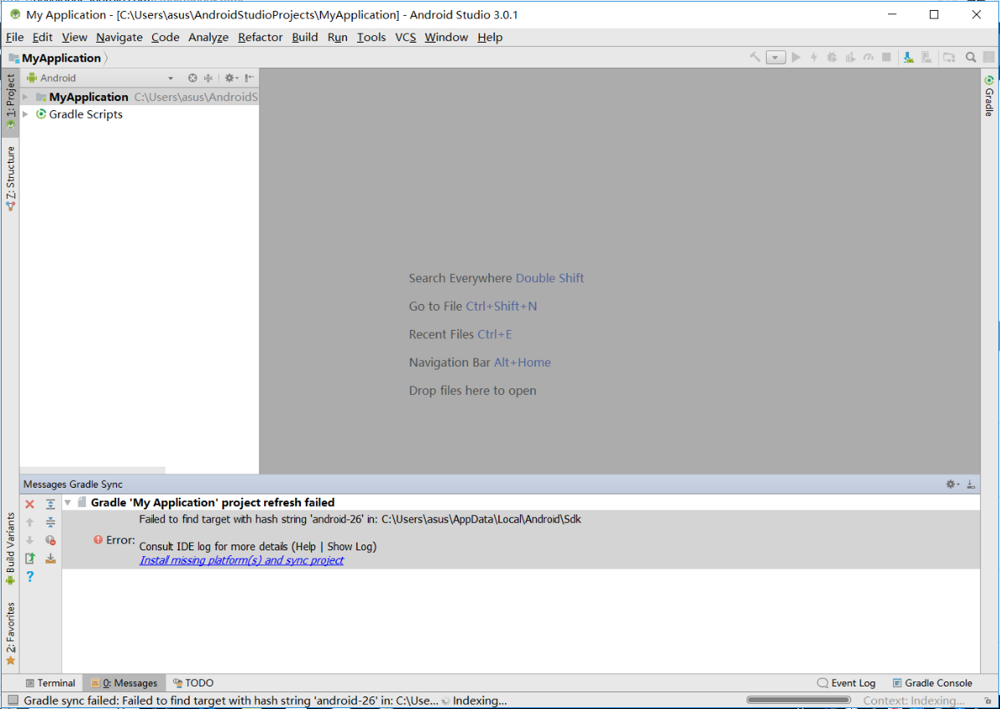 My Application - [C:\Users\asus\AndroidStudioProjects\MyApplication] - Android Studio 3.0.1
File Edit View Navigate Code Analyze Refactor Build Run Tools VCS Window Help
MyApplication
1: Project
Android
MyApplication C:\Users\asus\AndroidS
Gradle Scripts
Gradle
Z: Structure
Search Everywhere Double Shift
Go to File Ctrl+Shift+N
Recent Files Ctrl+E
Navigation Bar Alt+Home
Drop files here to open
Messages Gradle Sync
Gradle 'My Application' project refresh failed
Failed to find target with hash string 'android-26' in: C:\Users\asus\AppData\Local\Android\Sdk
Error:
Consult IDE log for more details (Help | Show Log)
Install missing platform(s) and sync project
Build Variants
2: Favorites
Terminal 0: Messages TODO Event Log Gradle Console
Gradle sync failed: Failed to find target with hash string 'android-26' in: C:\Use... Indexing... Context: Indexing...